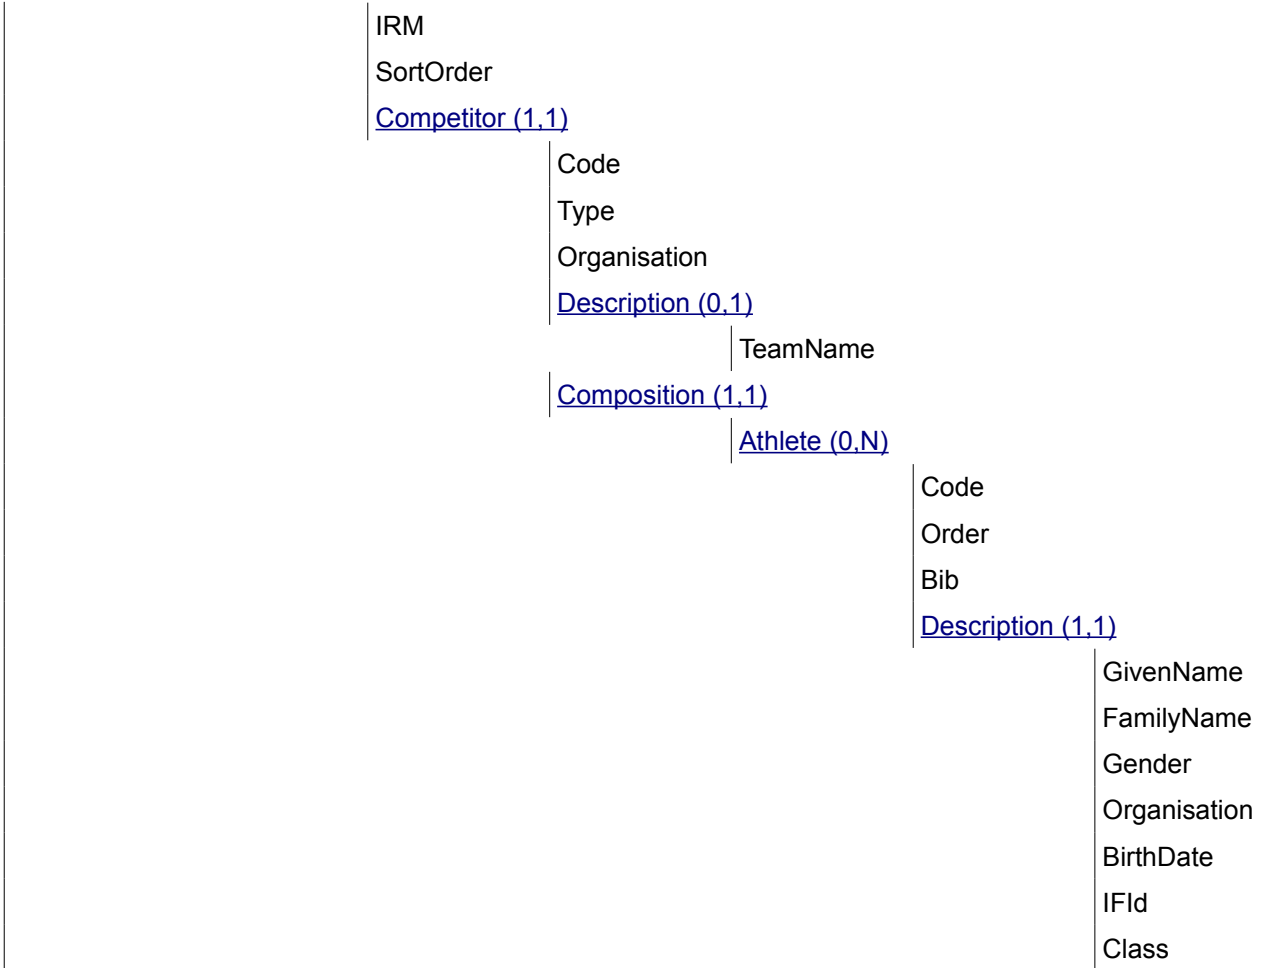 IRM
SortOrder
Competitor (1,1)
Code
Type
Organisation
Description (0,1)
TeamName
Composition (1,1)
Athlete (0,N)
Code
Order
Bib
Description (1,1)
GivenName
FamilyName
Gender
Organisation
BirthDate
IFId
Class